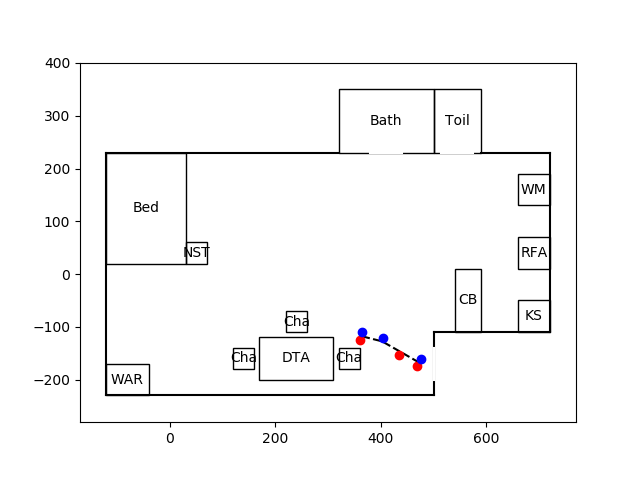 400
300
200
100
0
−100
−200
Bath
Toil
Bed
WM
NST
RFA
CB
KS
Cha
Cha
DTA
Cha
WAR
0
200
400
600